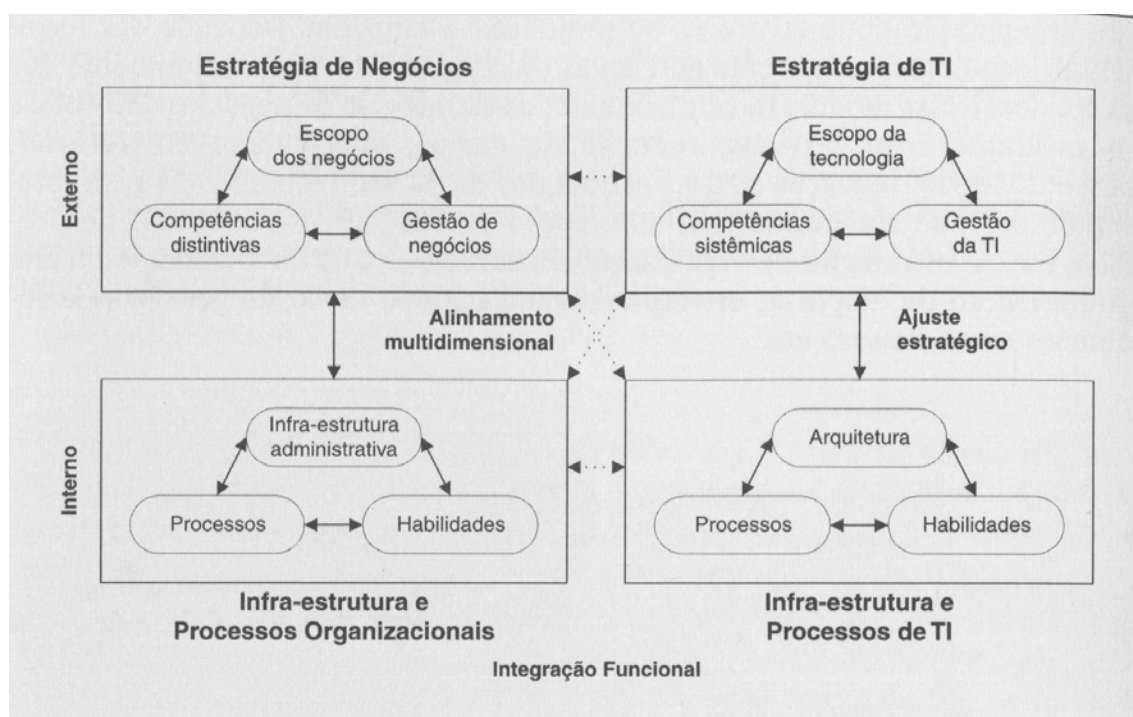 Estratégia de Negócios
Estratégia de TI
Externo
Escopo
dos negócios
Competências
distintivas
Gestão de
negócios
Escopo da
tecnologia
Competências
sistêmicas
Gestão
da TI
Alinhamento
multidimensional
Ajuste
estratégico
Interno
Infra-estrutura
administrativa
Processos
Habilidades
Arquitetura
Processos
Habilidades
Infra-estrutura e
Processos Organizacionais
Infra-estrutura e
Processos de TI
Integração Funcional